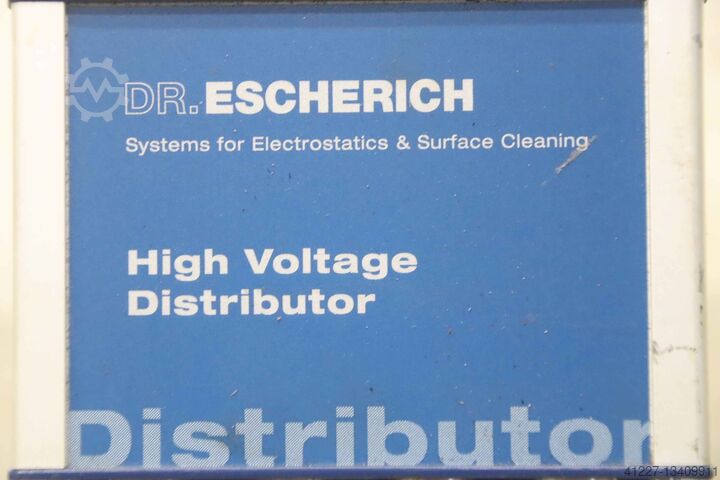 DR. ESCHERICH
Systems for Electrostatics & Surface Cleaning
High Voltage
Distributor
Distributor
41227-13409911